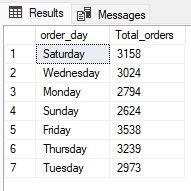 Results Messages
order_day Total_orders
1 Saturday 3158
2 Wednesday 3024
3 Monday 2794
4 Sunday 2624
5 Friday 3538
6 Thursday 3239
7 Tuesday 2973